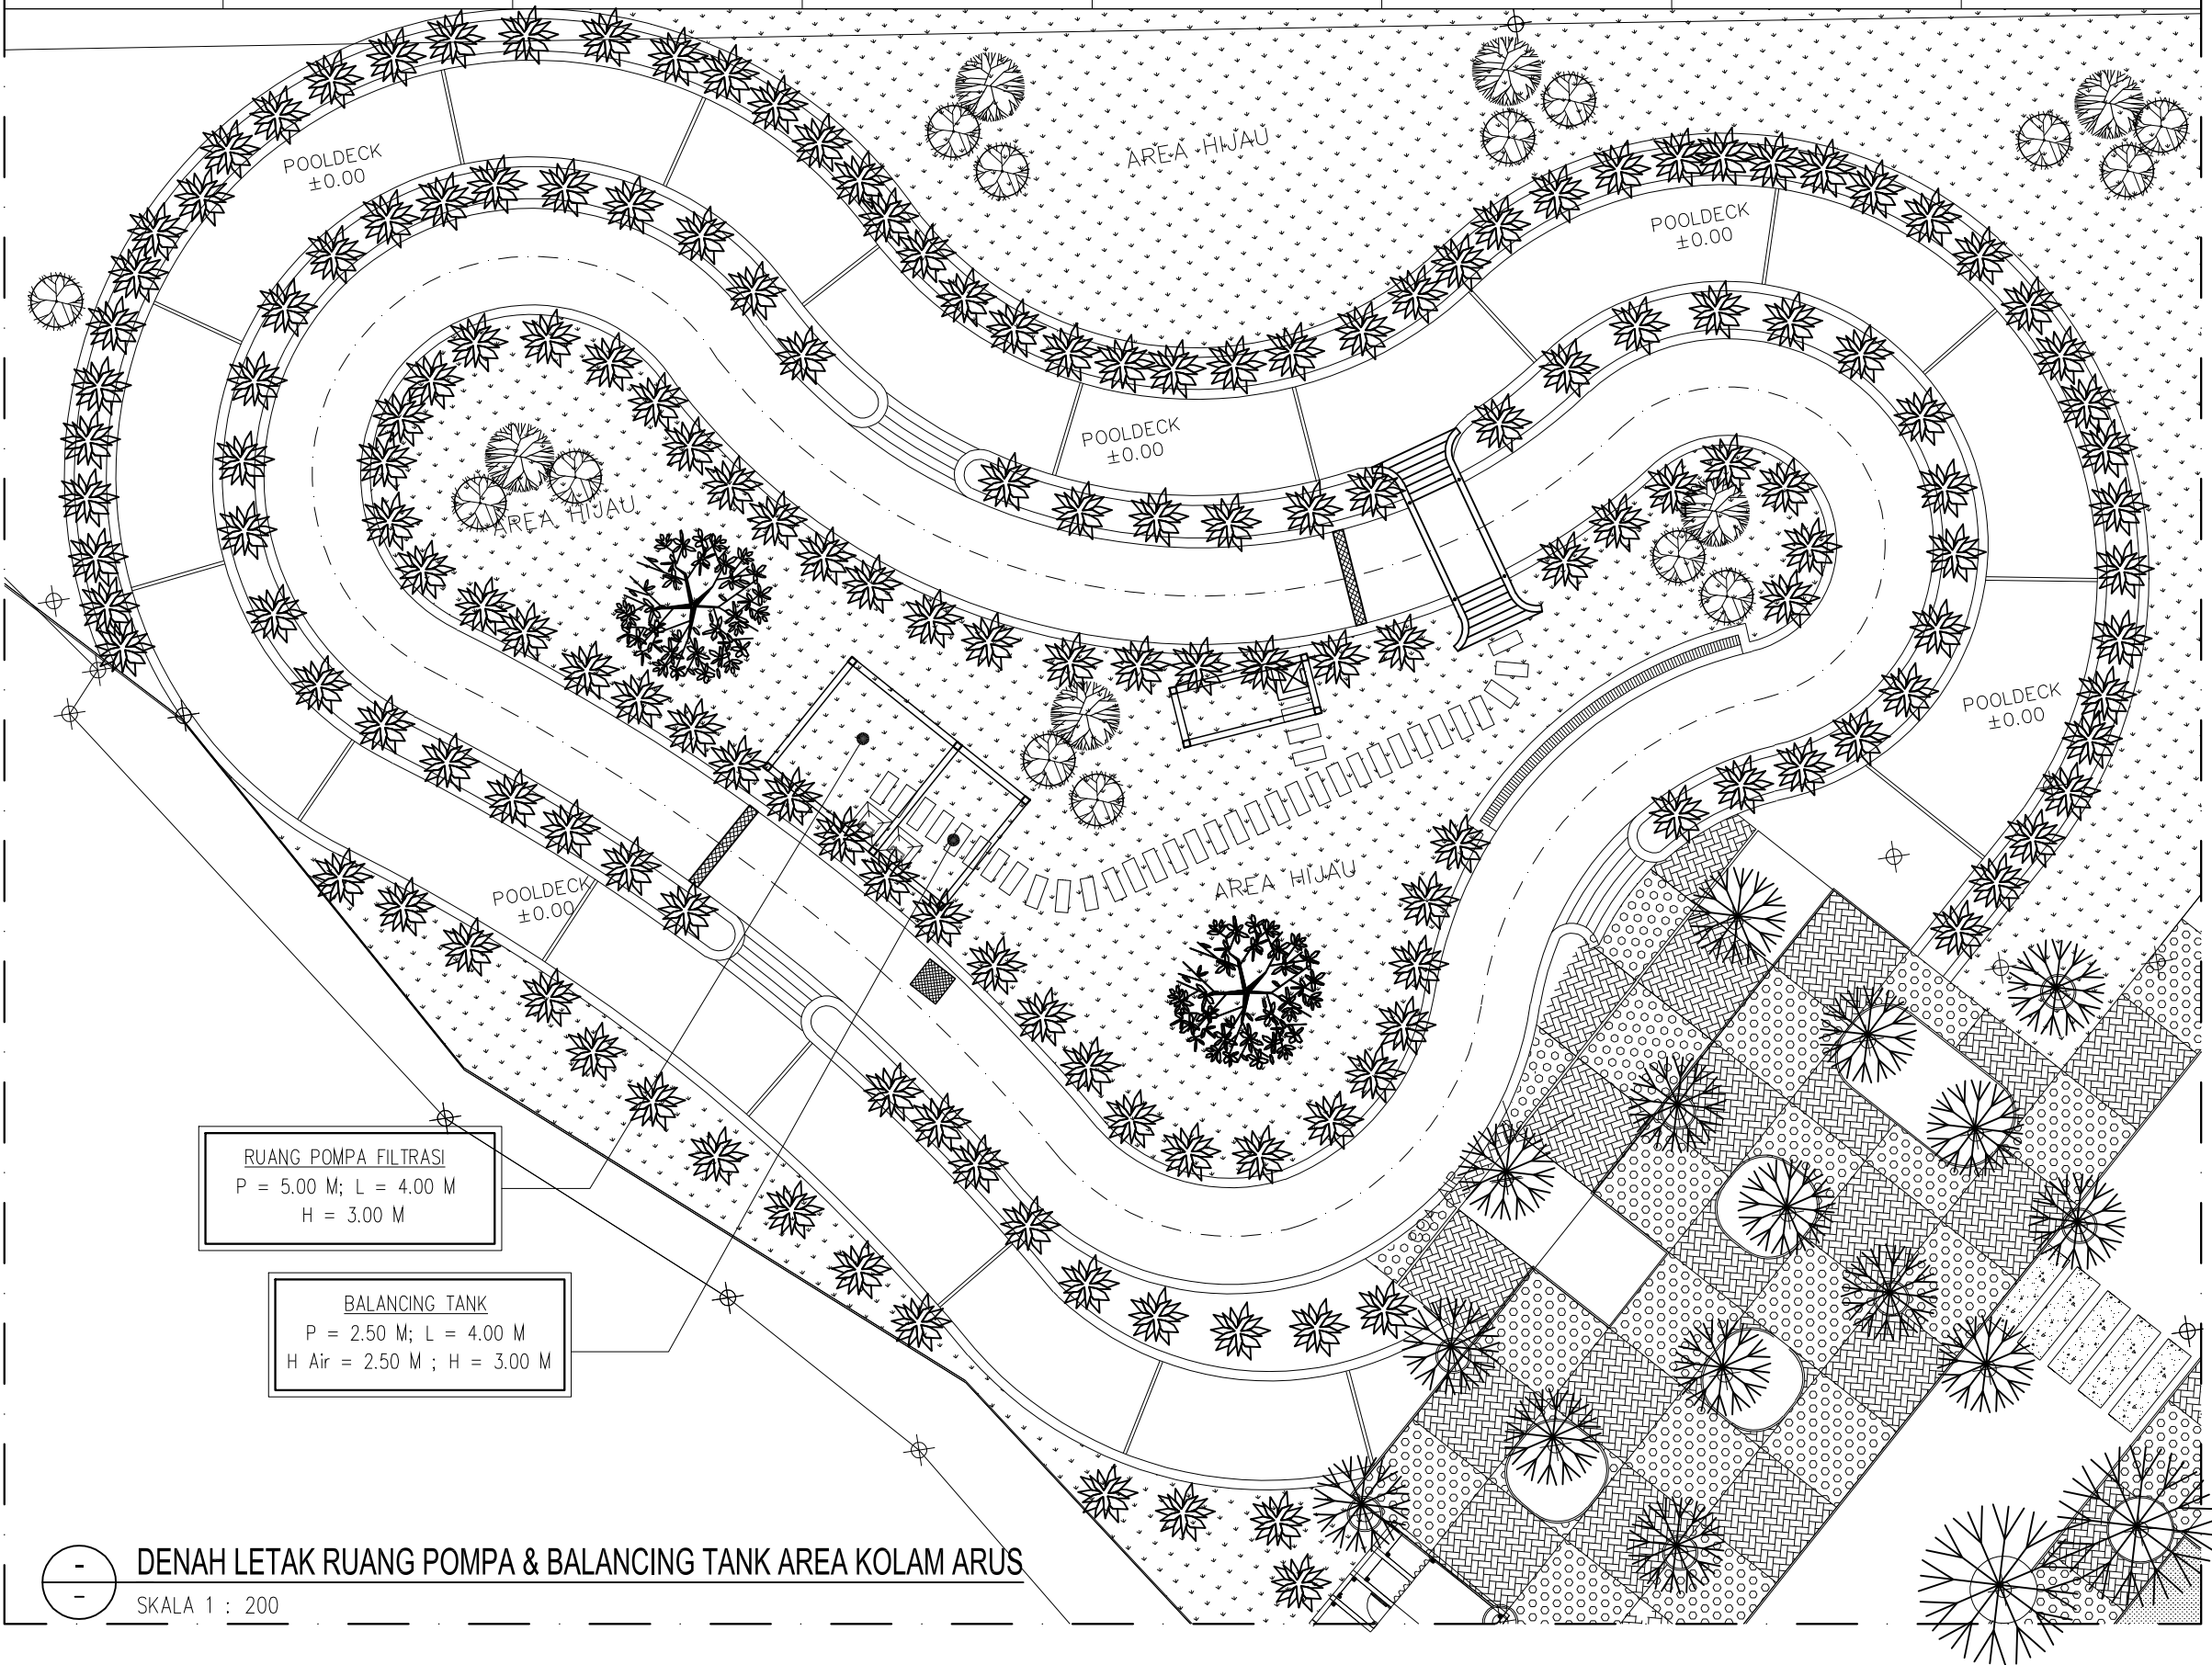 AREA HIJAU
POOLDECK
±0.00
POOLDECK
±0.00
POOLDECK
±0.00
AREA HIJAU
POOLDECK
±0.00
AREA HIJAU
POOLDECK
±0.00
RUANG POMPA FILTRASI
P = 5.00 M; L = 4.00 M
H = 3.00 M
BALANCING TANK
P = 2.50 M; L = 4.00 M
H Air = 2.50 M ; H = 3.00 M
-
-
DENAH LETAK RUANG POMPA & BALANCING TANK AREA KOLAM ARUS
SKALA 1 : 200